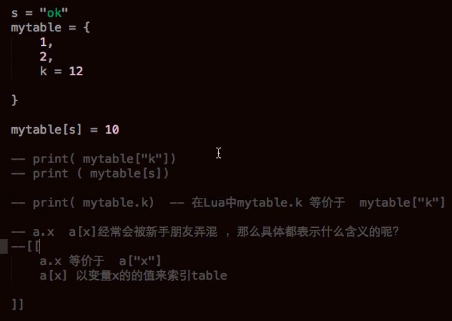 s = "ok"
mytable = {
1,
2,
k = 12
}
mytable[s] = 10
-- print( mytable["k"])
-- print ( mytable[s])
-- print( mytable.k)  -- 在Lua中mytable.k 等价于  mytable["k"]
-- a.x  a[x]经常会被新手朋友弄混 ，那么具体都表示什么含义的呢?
--[[
a.x 等价于  a["x"]
a[x] 以变量x的的值来索引table
]]